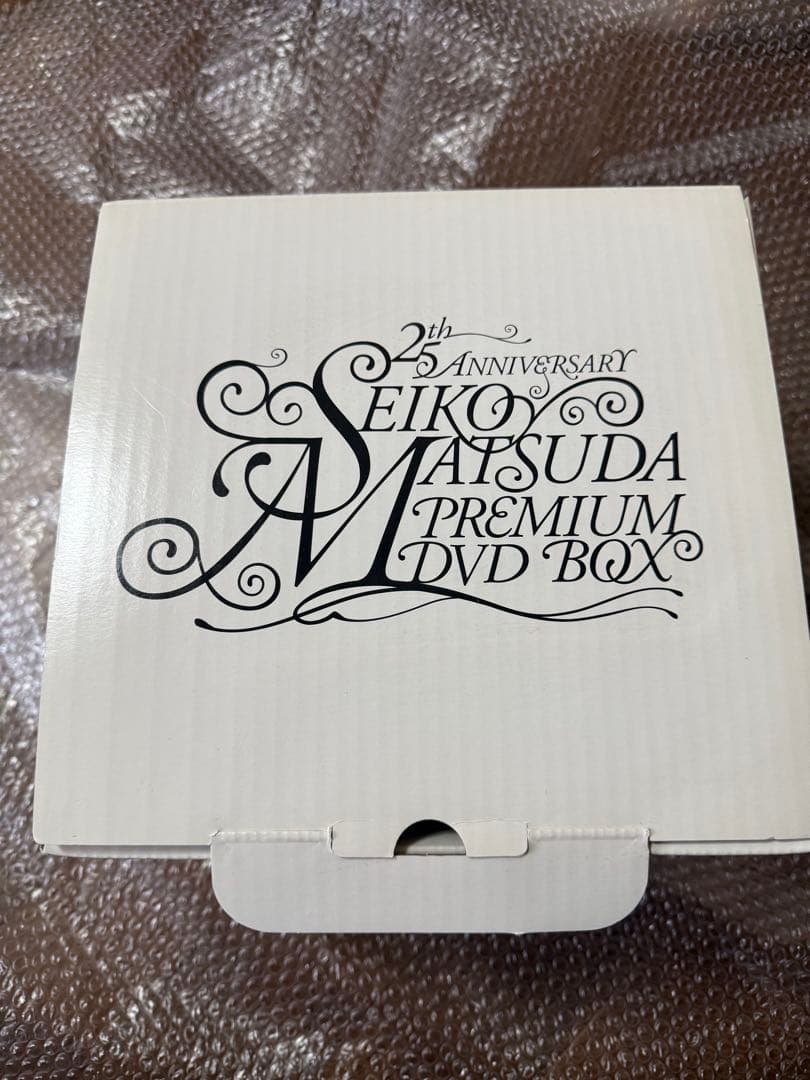 25th ANNIVERSARY
SEIKO
MATSUDA
PREMIUM
DVD BOX